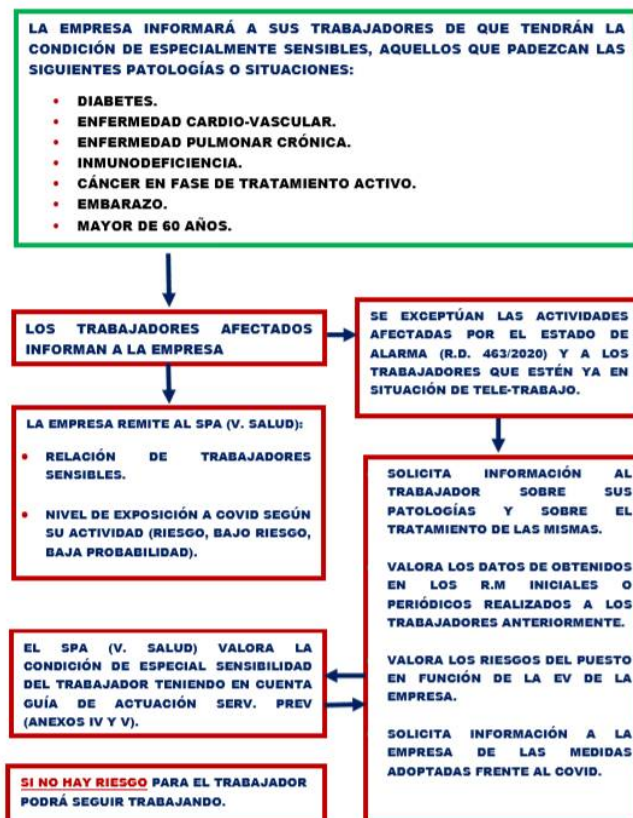 LA EMPRESA INFORMARÁ A SUS TRABAJADORES DE QUE TENDRÁN LA
CONDICIÓN DE ESPECIALMENTE SENSIBLES, AQUELLOS QUE PADEZCAN LAS
SIGUIENTES PATOLOGÍAS O SITUACIONES:
• DIABETES.
• ENFERMEDAD CARDIO-VASCULAR.
• ENFERMEDAD PULMONAR CRÓNICA.
• INMUNODEFICIENCIA.
• CÁNCER EN FASE DE TRATAMIENTO ACTIVO.
• EMBARAZO.
• MAYOR DE 60 AÑOS.
LOS TRABAJADORES AFECTADOS
INFORMAN A LA EMPRESA
SE EXCEPTÚAN LAS ACTIVIDADES
AFECTADAS POR EL ESTADO DE
ALARMA (R.D. 463/2020) Y A LOS
TRABAJADORES QUE ESTÉN YA EN
SITUACIÓN DE TELE-TRABAJO.
LA EMPRESA REMITE AL SPA (V. SALUD):
• RELACIÓN DE TRABAJADORES
SENSIBLES.
• NIVEL DE EXPOSICIÓN A COVID SEGÚN
SU ACTIVIDAD (RIESGO, BAJO RIESGO,
BAJA PROBABILIDAD).
SOLICITA INFORMACIÓN AL
TRABAJADOR SOBRE SUS
PATOLOGÍAS Y SOBRE EL
TRATAMIENTO DE LAS MISMAS.
VALORA LOS DATOS DE OBTENIDOS
EN LOS R.M INICIALES O
PERIÓDICOS REALIZADOS A LOS
TRABAJADORES ANTERIORMENTE.
VALORA LOS RIESGOS DEL PUESTO
EN FUNCIÓN DE LA EV DE LA
EMPRESA.
SOLICITA INFORMACIÓN A LA
EMPRESA DE LAS MEDIDAS
ADOPTADAS FRENTE AL COVID.
EL SPA (V. SALUD) VALORA LA
CONDICIÓN DE ESPECIAL SENSIBILIDAD
DEL TRABAJADOR TENIENDO EN CUENTA
GUÍA DE ACTUACIÓN SERV. PREV
(ANEXOS IV Y V).
SI NO HAY RIESGO PARA EL TRABAJADOR
PODRÁ SEGUIR TRABAJANDO.